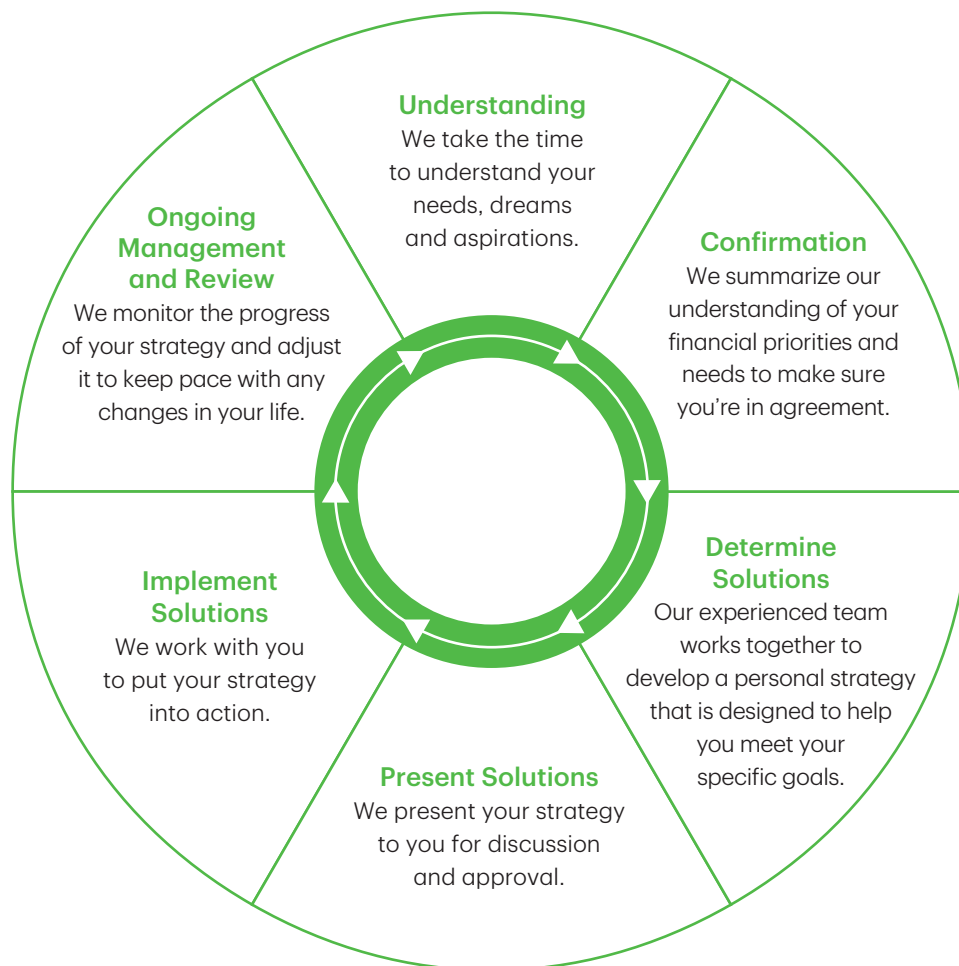 Understanding
We take the time
to understand your
needs, dreams
and aspirations.
Confirmation
We summarize our
understanding of your
financial priorities and
needs to make sure
you’re in agreement.
Determine
Solutions
Our experienced team
works together to
develop a personal strategy
that is designed to help
you meet your
specific goals.
Present Solutions
We present your strategy
to you for discussion
and approval.
Implement
Solutions
We work with you
to put your strategy
into action.
Ongoing
Management
and Review
We monitor the progress
of your strategy and adjust
it to keep pace with any
changes in your life.